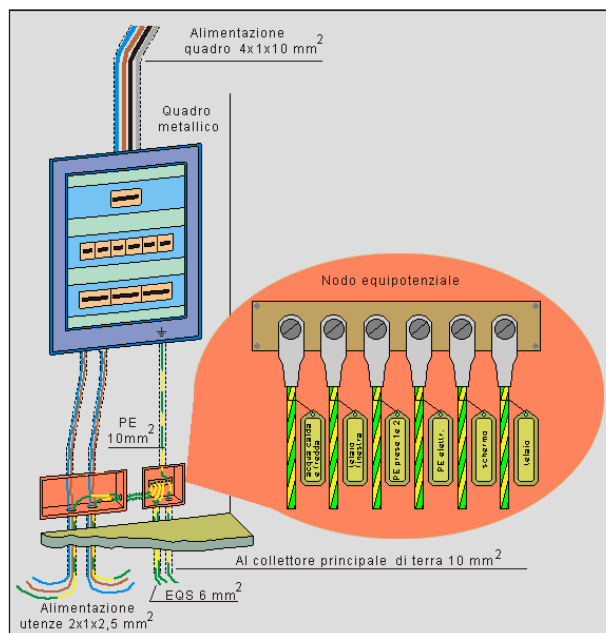 Alimentazione
quadro 4x1x10 mm²
Quadro
metallico
Nodo equipotenziale
PE
10mm²
acqua calda
e fredda
telaio
finestra
PE prese 1e 2
PE elettr.
schermo
telaio
Al collettore principale di terra 10 mm²
EQS 6 mm²
Alimentazione
utenze 2x1x2,5 mm²